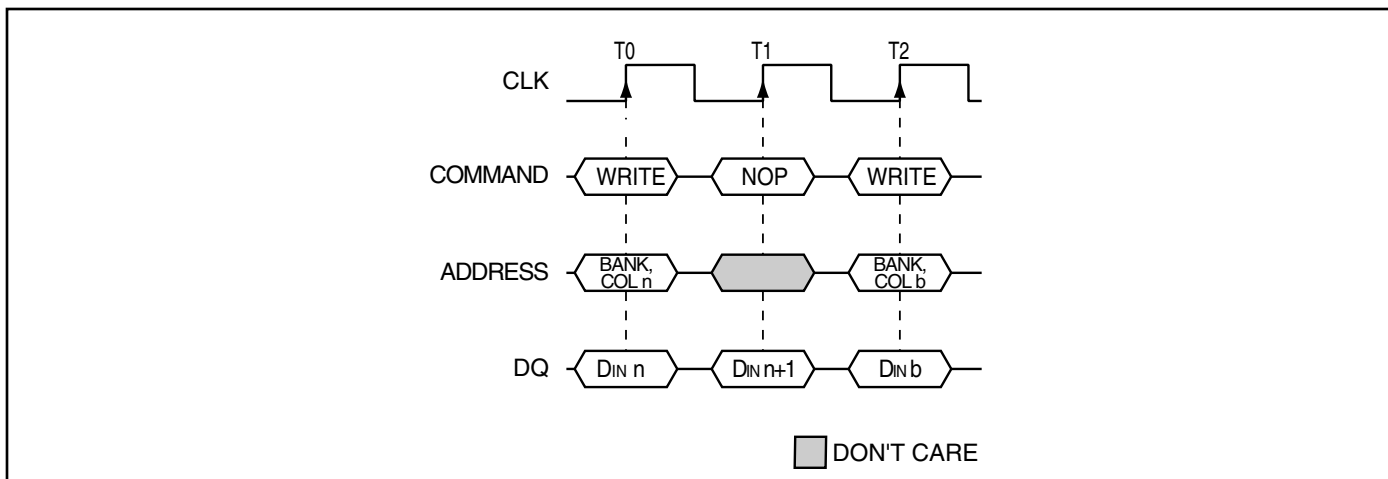 T0 T1 T2
CLK
COMMAND WRITE NOP WRITE
ADDRESS BANK, COL n BANK, COL b
DQ DIN n DIN n+1 DIN b
DON'T CARE